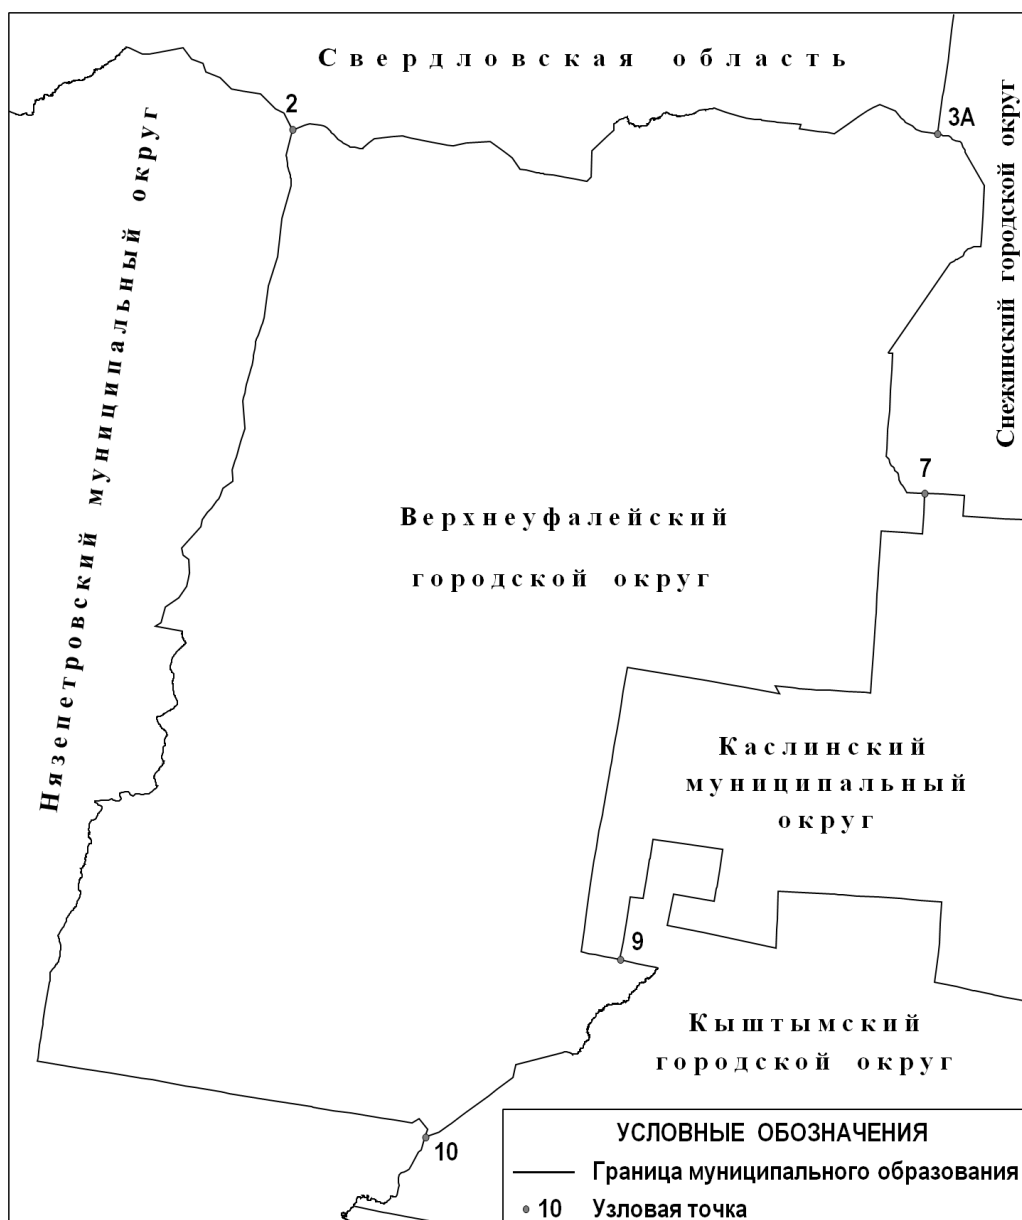 Свердловская область
2
3А
Нязепетровский муниципальный округ
Снежинский городской округ
7
Верхнеуфалейский
городской округ
Каслинский
муниципальный
округ
9
Кыштымский
городской округ
10
УСЛОВНЫЕ ОБОЗНАЧЕНИЯ
Граница муниципального образования
10 Узловая точка